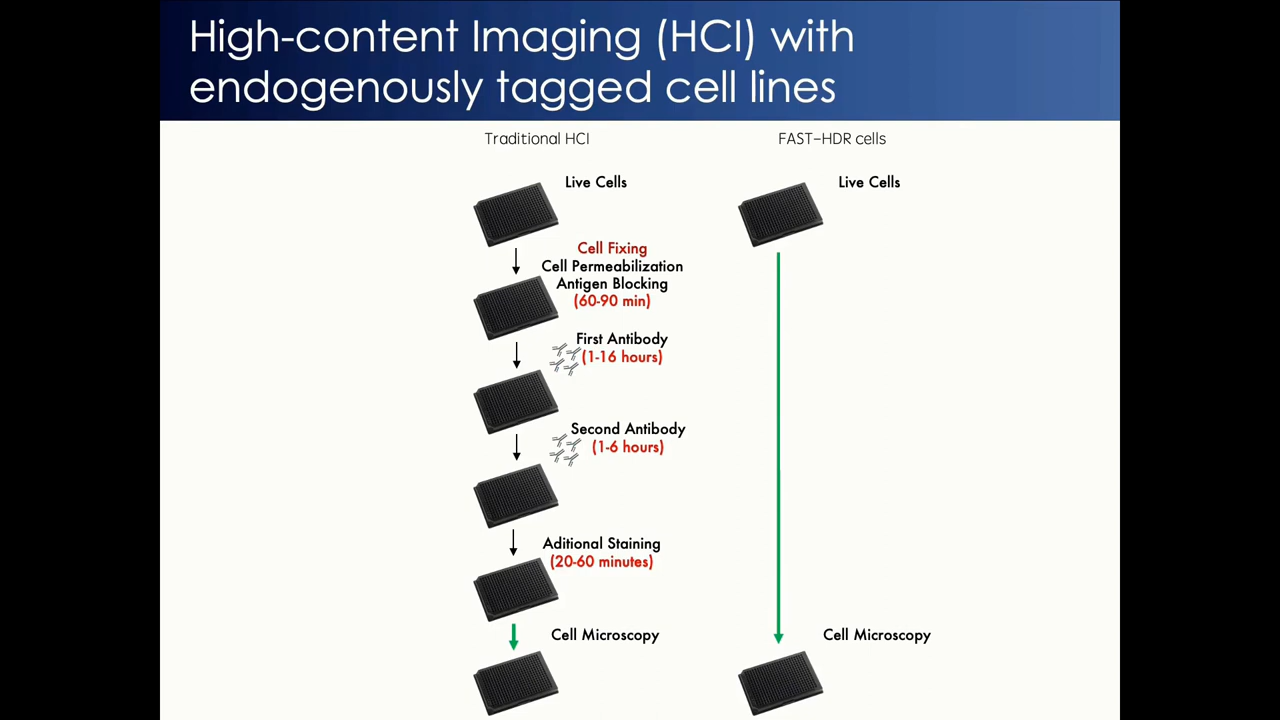 High-content Imaging (HCI) with
endogenously tagged cell lines
Traditional HCI
Live Cells
Cell Fixing
Cell Permeabilization
Antigen Blocking
(60-90 min)
First Antibody
(1-16 hours)
Second Antibody
(1-6 hours)
Aditional Staining
(20-60 minutes)
Cell Microscopy
FAST-HDR cells
Live Cells
Cell Microscopy